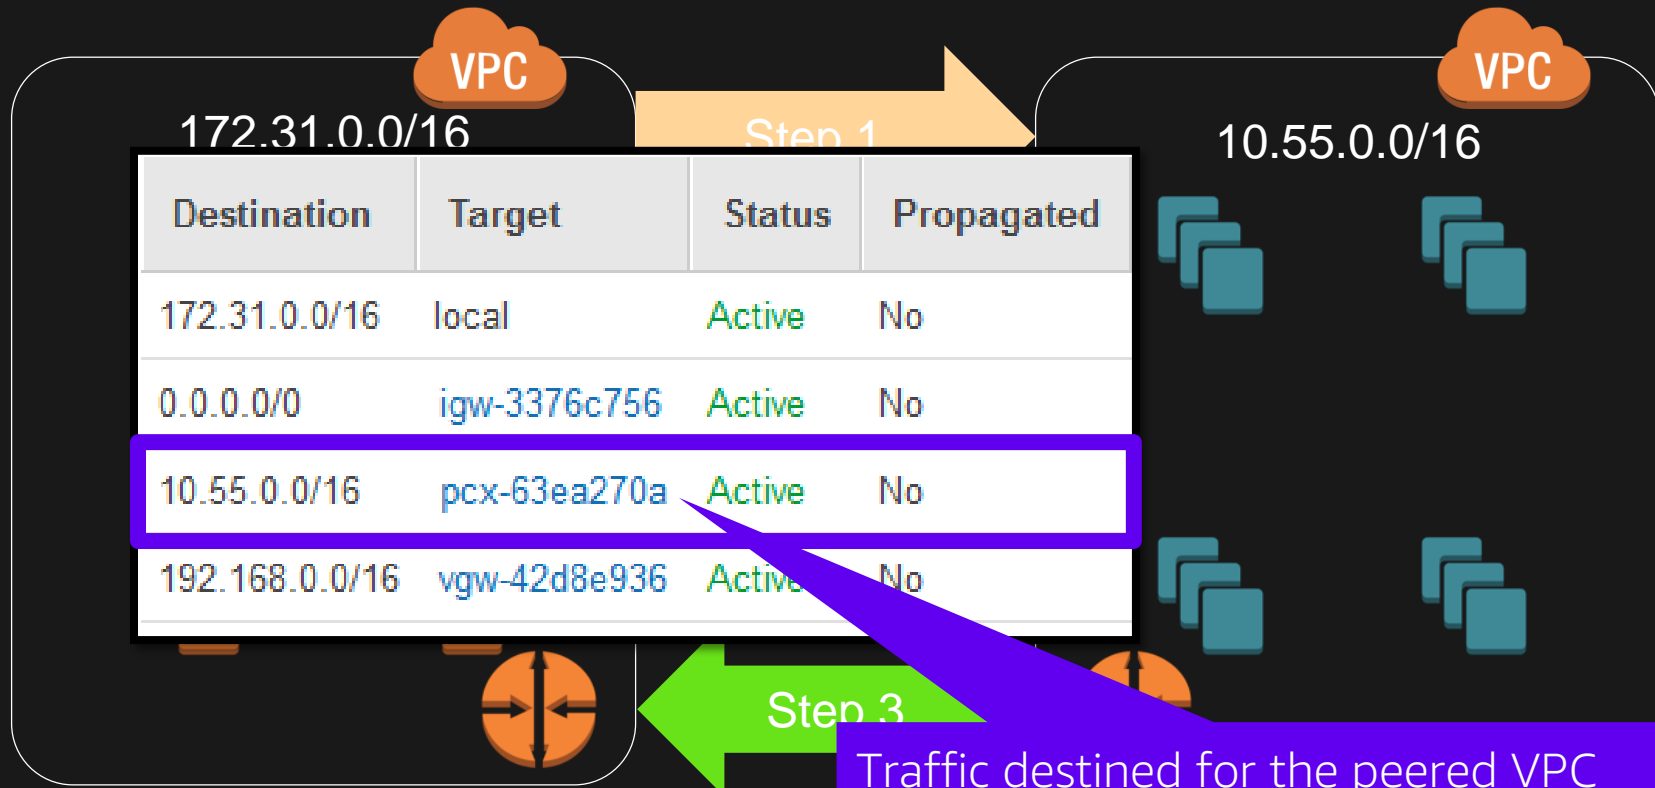 VPC
VPC
172.31.0.0/16
Step 1
10.55.0.0/16
Destination Target Status Propagated
172.31.0.0/16 local Active No
0.0.0.0/0 igw-3376c756 Active No
10.55.0.0/16 pcx-63ea270a Active No
192.168.0.0/16 vgw-42d8e936 Active No
Step 3
Traffic destined for the peered VPC